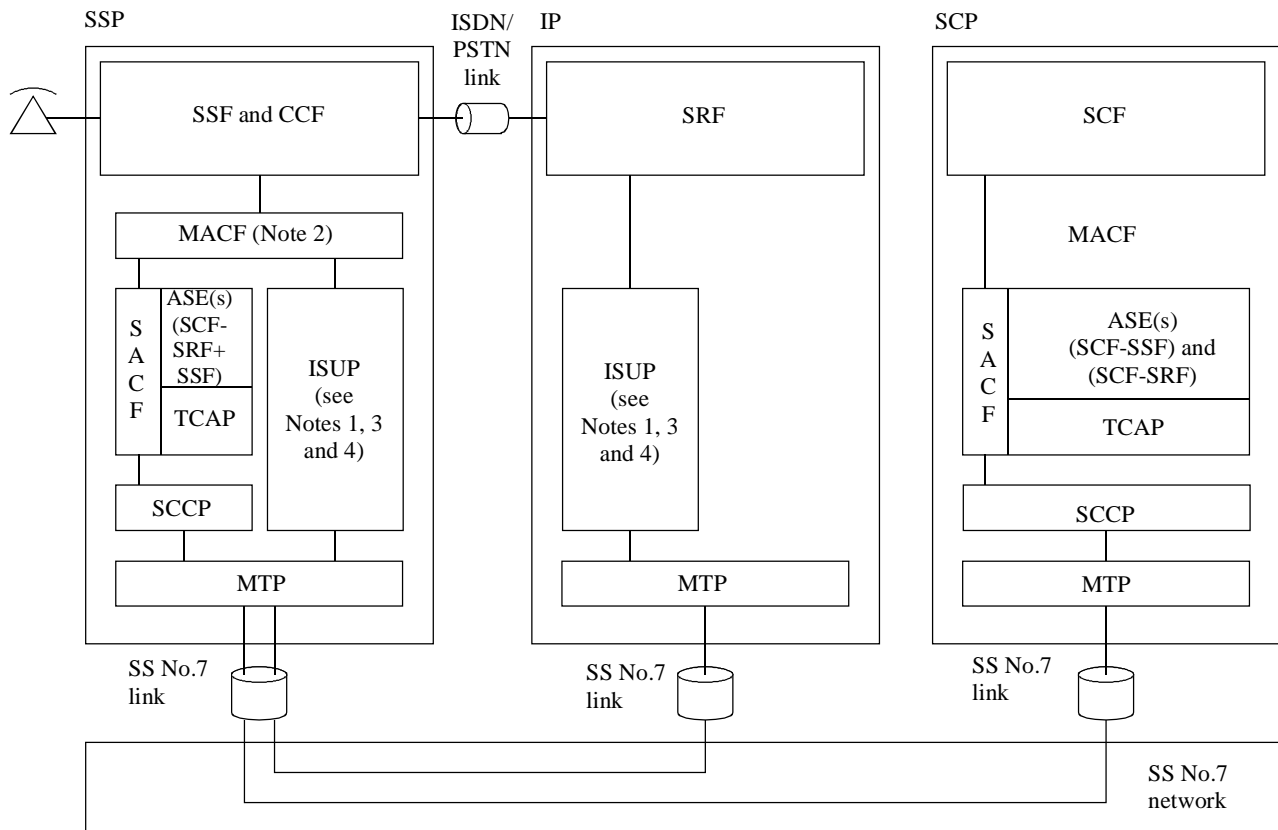 SSP
ISDN/
PSTN
link
IP
SCP
SSF and CCF
SRF
SCF
MACF (Note 2)
MACF
S
A
C
F
ASE(s)
(SCF-
SRF+
SSF)
TCAP
ISUP
(see
Notes 1, 3
and 4)
ISUP
(see
Notes 1, 3
and 4)
S
A
C
F
ASE(s)
(SCF-SSF) and
(SCF-SRF)
TCAP
SCCP
SCCP
MTP
MTP
MTP
SS No.7
link
SS No.7
link
SS No.7
link
SS No.7
network